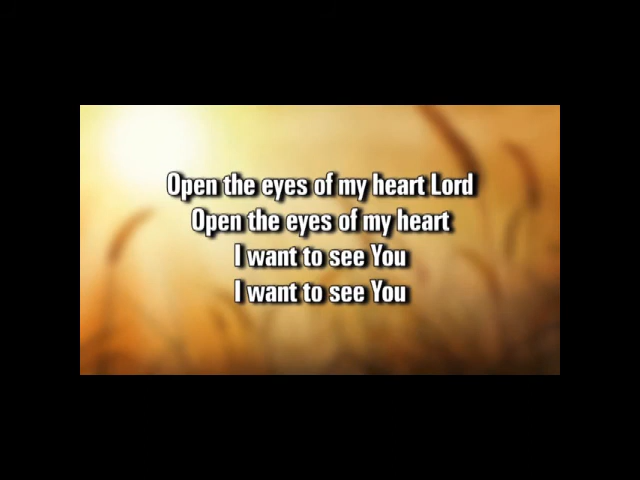 Open the eyes of my heart Lord
Open the eyes of my heart
I want to see You
I want to see You